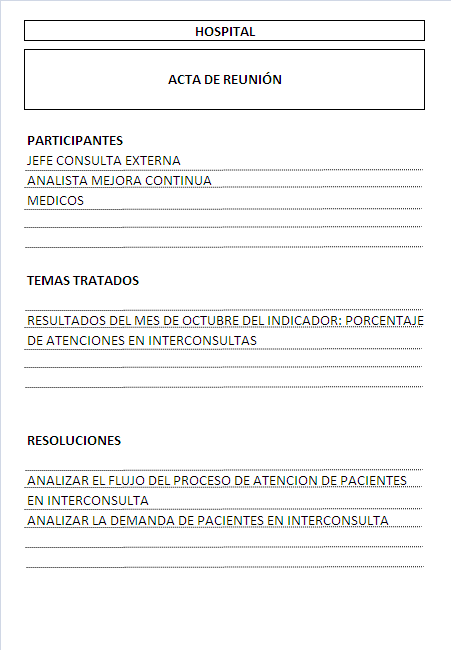 HOSPITAL
ACTA DE REUNIÓN
PARTICIPANTES
JEFE CONSULTA EXTERNA
ANALISTA MEJORA CONTINUA
MEDICOS
TEMAS TRATADOS
RESULTADOS DEL MES DE OCTUBRE DEL INDICADOR: PORCENTAJE
DE ATENCIONES EN INTERCONSULTAS
RESOLUCIONES
ANALIZAR EL FLUJO DEL PROCESO DE ATENCION DE PACIENTES
EN INTERCONSULTA
ANALIZAR LA DEMANDA DE PACIENTES EN INTERCONSULTA